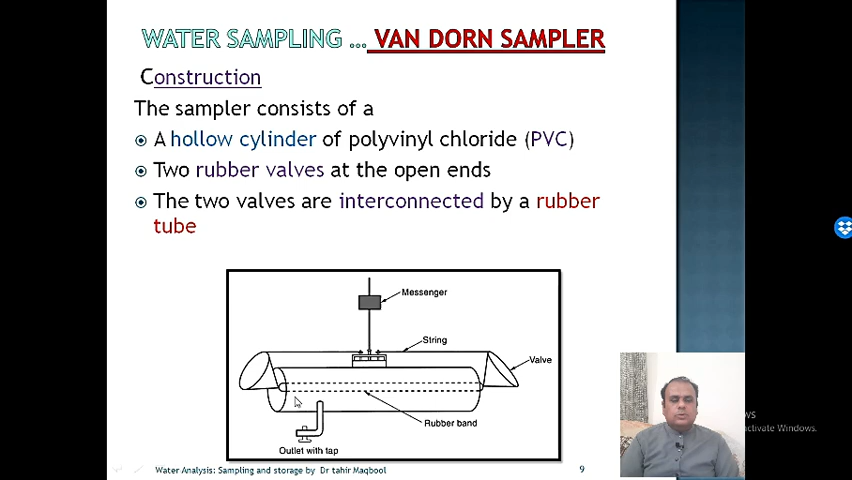 WATER SAMPLING ... VAN DORN SAMPLER
Construction
The sampler consists of a
A hollow cylinder of polyvinyl chloride (PVC)
Two rubber valves at the open ends
The two valves are interconnected by a rubber
tube
Messenger
String
Valve
Rubber band
Outlet with tap
Water Analysis: Sampling and storage by Dr tahir Maqbool
9